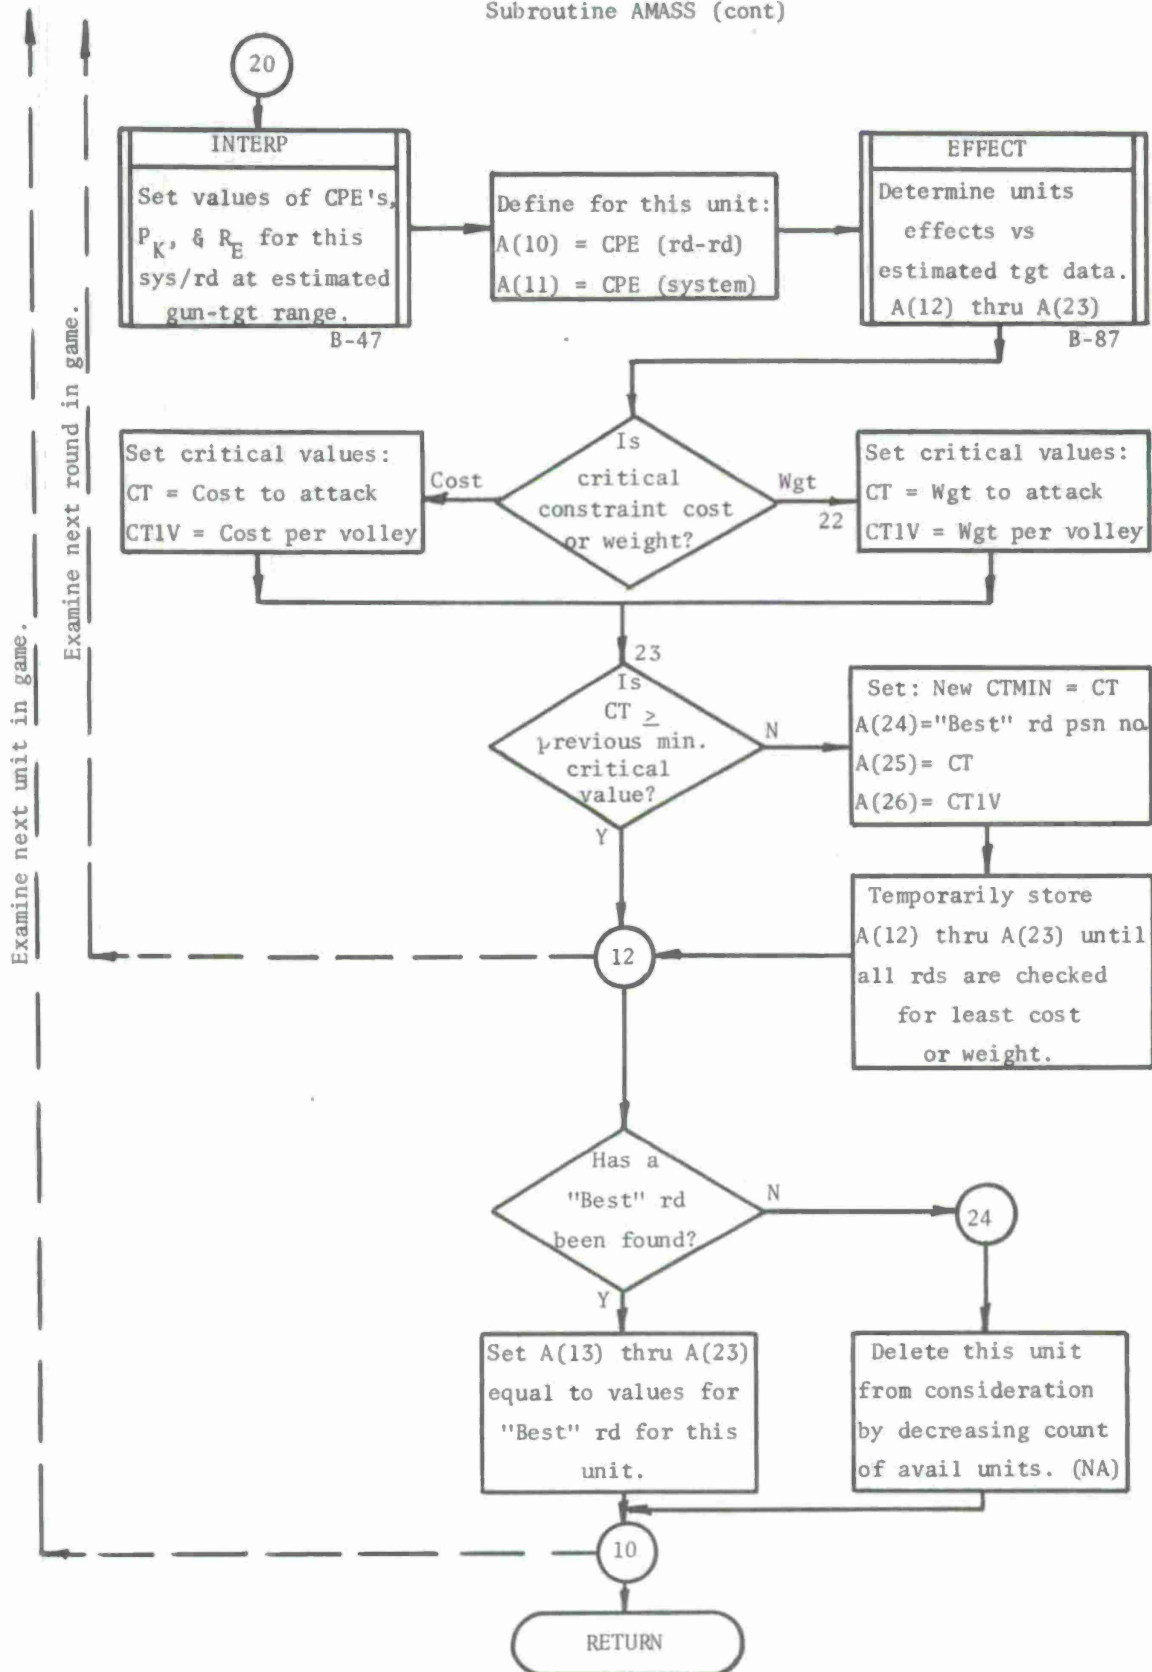 Subroutine AMASS (cont)
20
INTERP
Set values of CPE's,
P_K, & R_E for this
sys/rd at estimated
gun-tgt range.
B-47
Define for this unit:
A(10) = CPE (rd-rd)
A(11) = CPE (system)
EFFECT
Determine units
effects vs
estimated tgt data.
A(12) thru A(23)
B-87
Is
critical
constraint cost
or weight?
Cost
Set critical values:
CT = Cost to attack
CT1V = Cost per volley
Wgt
22
Set critical values:
CT = Wgt to attack
CT1V = Wgt per volley
23
Is
CT ≥
previous min.
critical
value?
N
Y
Set: New CTMIN = CT
A(24)="Best" rd psn no.
A(25)= CT
A(26)= CT1V
Temporarily store
A(12) thru A(23) until
all rds are checked
for least cost
or weight.
12
Examine next round in game.
Examine next unit in game.
Has a
"Best" rd
been found?
N
24
Y
Set A(13) thru A(23)
equal to values for
"Best" rd for this
unit.
Delete this unit
from consideration
by decreasing count
of avail units. (NA)
10
RETURN